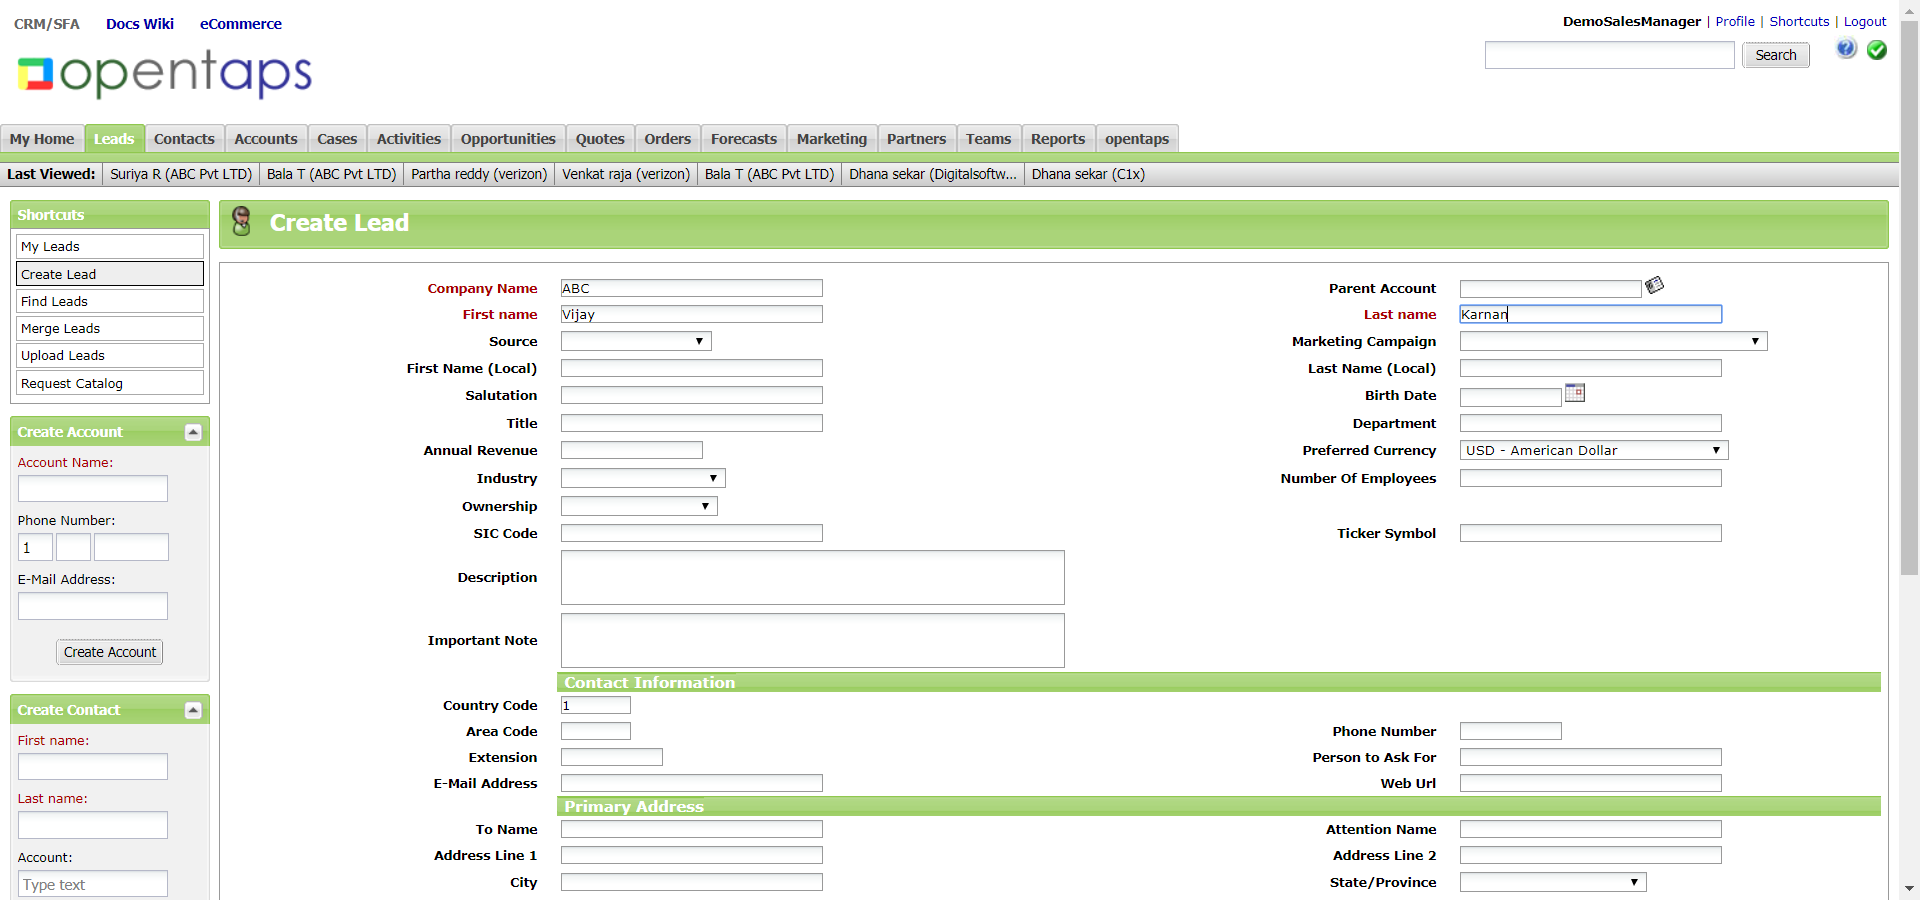 CRM/SFA Docs Wiki eCommerce
DemoSalesManager | Profile | Shortcuts | Logout
opentaps
Search
My Home Leads Contacts Accounts Cases Activities Opportunities Quotes Orders Forecasts Marketing Partners Teams Reports opentaps
Last Viewed: Suriya R (ABC Pvt LTD) Bala T (ABC Pvt LTD) Partha reddy (verizon) Venkat raja (verizon) Bala T (ABC Pvt LTD) Dhana sekar (Digitalsoftw... Dhana sekar (C1x)
Shortcuts
My Leads
Create Lead
Find Leads
Merge Leads
Upload Leads
Request Catalog
Create Account
Account Name:
Phone Number:
1
E-Mail Address:
Create Account
Create Contact
First name:
Last name:
Account:
Type text
Create Lead
Company Name ABC Parent Account
First name Vijay Last name Karnan
Source Marketing Campaign
First Name (Local) Last Name (Local)
Salutation Birth Date
Title Department
Annual Revenue Preferred Currency USD - American Dollar
Industry Number Of Employees
Ownership
SIC Code Ticker Symbol
Description
Important Note
Contact Information
Country Code 1
Area Code Phone Number
Extension Person to Ask For
E-Mail Address Web Url
Primary Address
To Name Attention Name
Address Line 1 Address Line 2
City State/Province